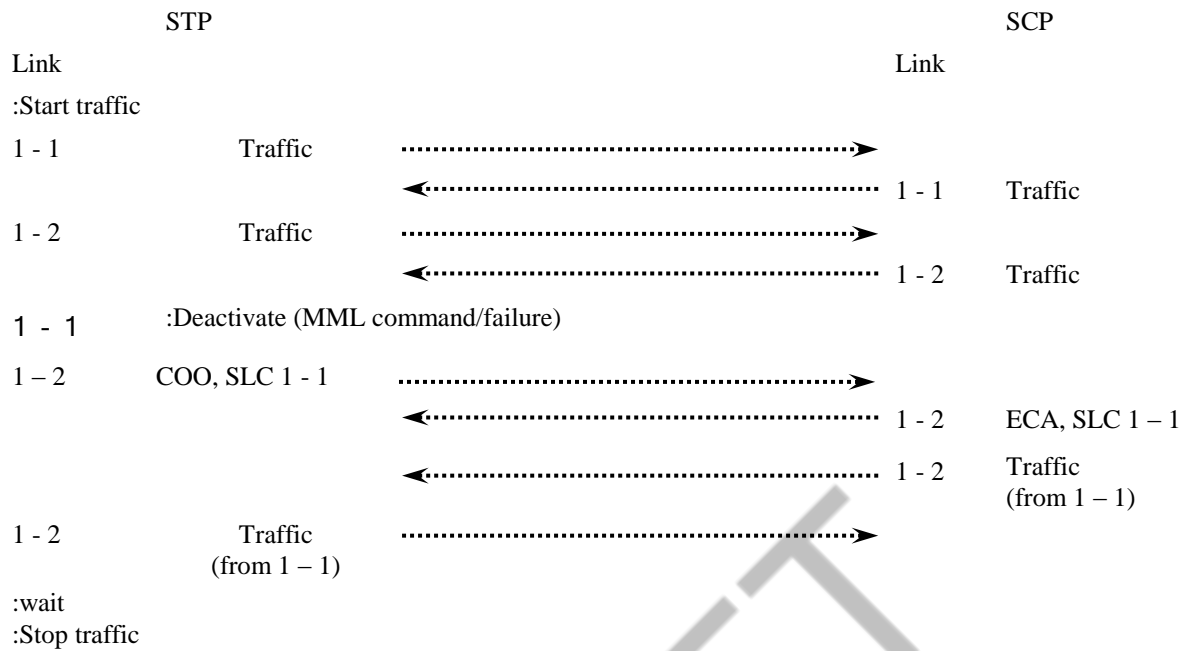 STP SCP
Link Link
:Start traffic
1 - 1 Traffic
1 - 1 Traffic
1 - 2 Traffic
1 - 2 Traffic
1 - 1 :Deactivate (MML command/failure)
1 – 2 COO, SLC 1 - 1
1 - 2 ECA, SLC 1 – 1
1 - 2 Traffic
(from 1 – 1)
1 - 2 Traffic
(from 1 – 1)
:wait
:Stop traffic